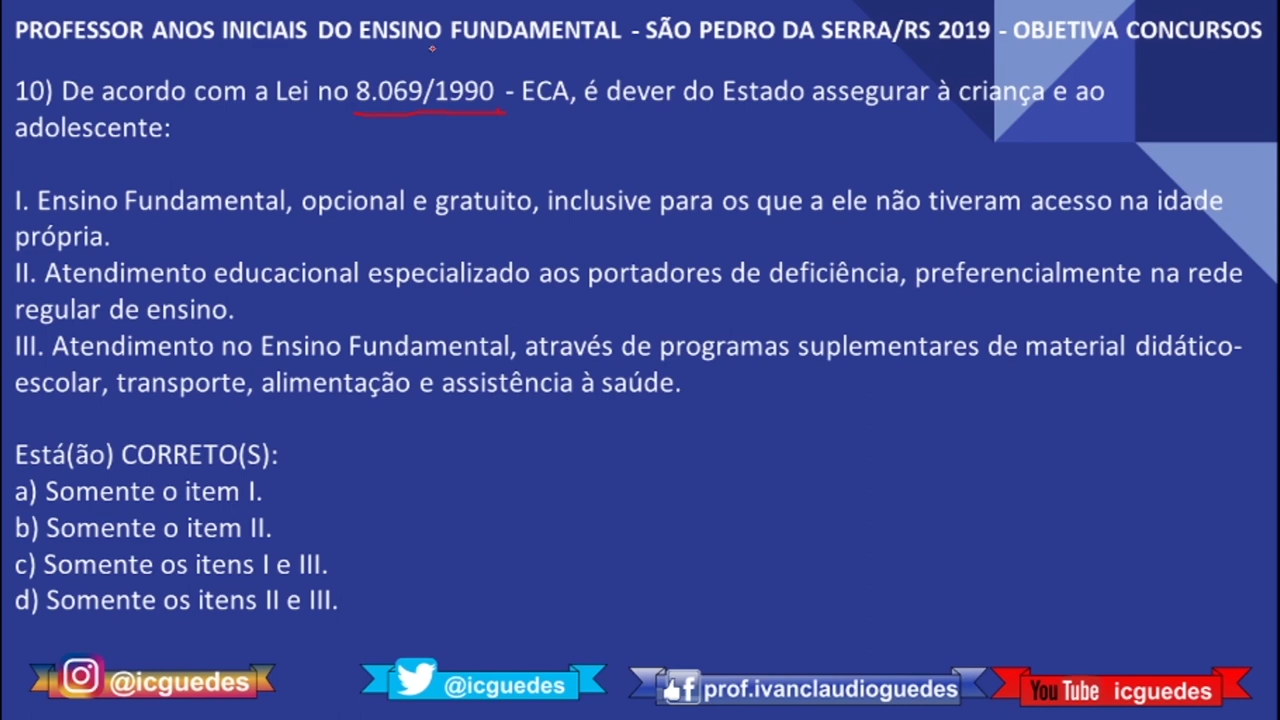 PROFESSOR ANOS INICIAIS DO ENSINO FUNDAMENTAL - SÃO PEDRO DA SERRA/RS 2019 - OBJETIVA CONCURSOS
10) De acordo com a Lei no 8.069/1990 - ECA, é dever do Estado assegurar à criança e ao
adolescente:
I. Ensino Fundamental, opcional e gratuito, inclusive para os que a ele não tiveram acesso na idade
própria.
II. Atendimento educacional especializado aos portadores de deficiência, preferencialmente na rede
regular de ensino.
III. Atendimento no Ensino Fundamental, através de programas suplementares de material didático-
escolar, transporte, alimentação e assistência à saúde.
Está(ão) CORRETO(S):
a) Somente o item I.
b) Somente o item II.
c) Somente os itens I e III.
d) Somente os itens II e III.
@icguedes @icguedes prof.ivanclaudioguedes You Tube icguedes